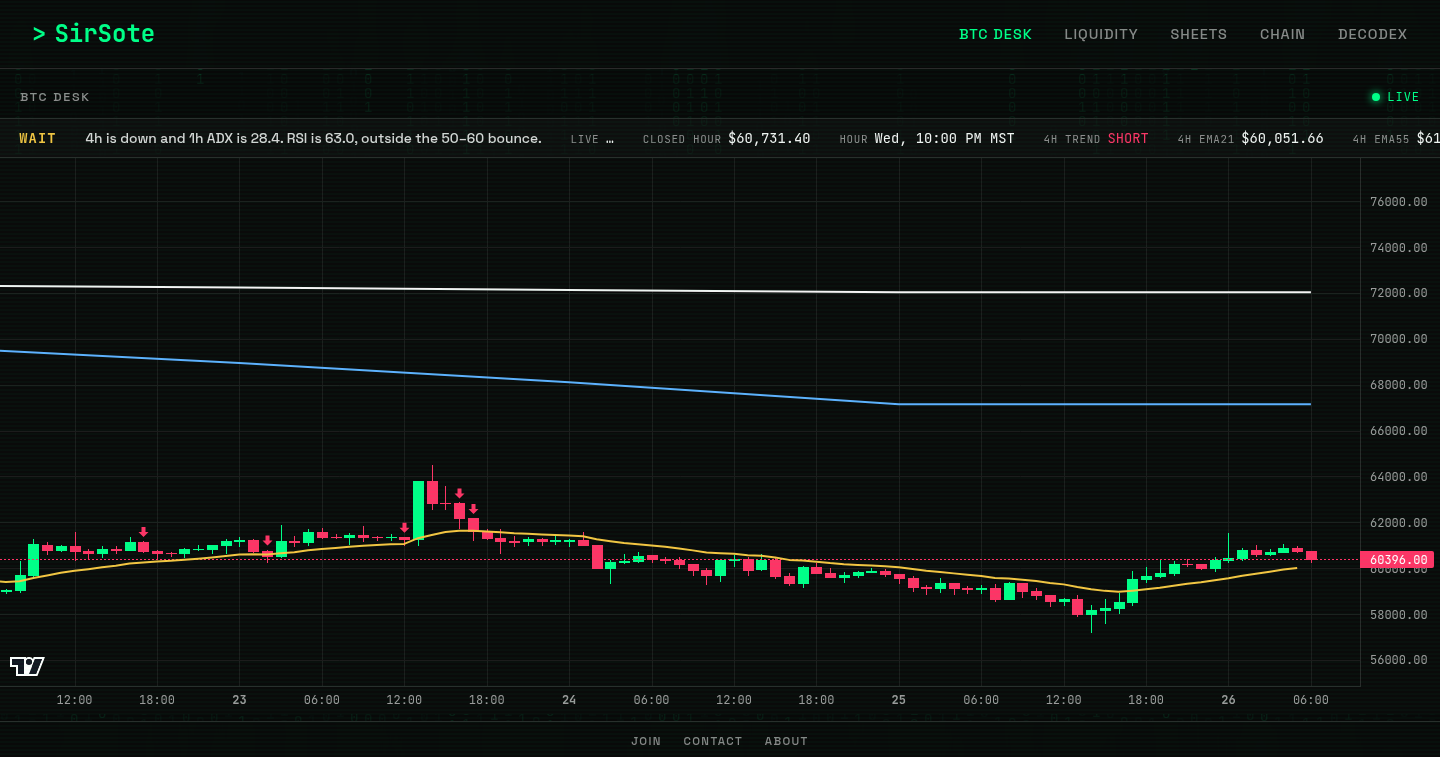 > SirSote
BTC DESK LIQUIDITY SHEETS CHAIN DECODEX
BTC DESK
LIVE
WAIT 4h is down and 1h ADX is 28.4. RSI is 63.0, outside the 50–60 bounce. LIVE … CLOSED HOUR $60,731.40 HOUR Wed, 10:00 PM MST 4H TREND SHORT 4H EMA21 $60,051.66 4H EMA55 $61
76000.00
74000.00
72000.00
70000.00
68000.00
66000.00
64000.00
62000.00
60396.00
60000.00
58000.00
56000.00
12:00 18:00 23 06:00 12:00 18:00 24 06:00 12:00 18:00 25 06:00 12:00 18:00 26 06:00
JOIN CONTACT ABOUT